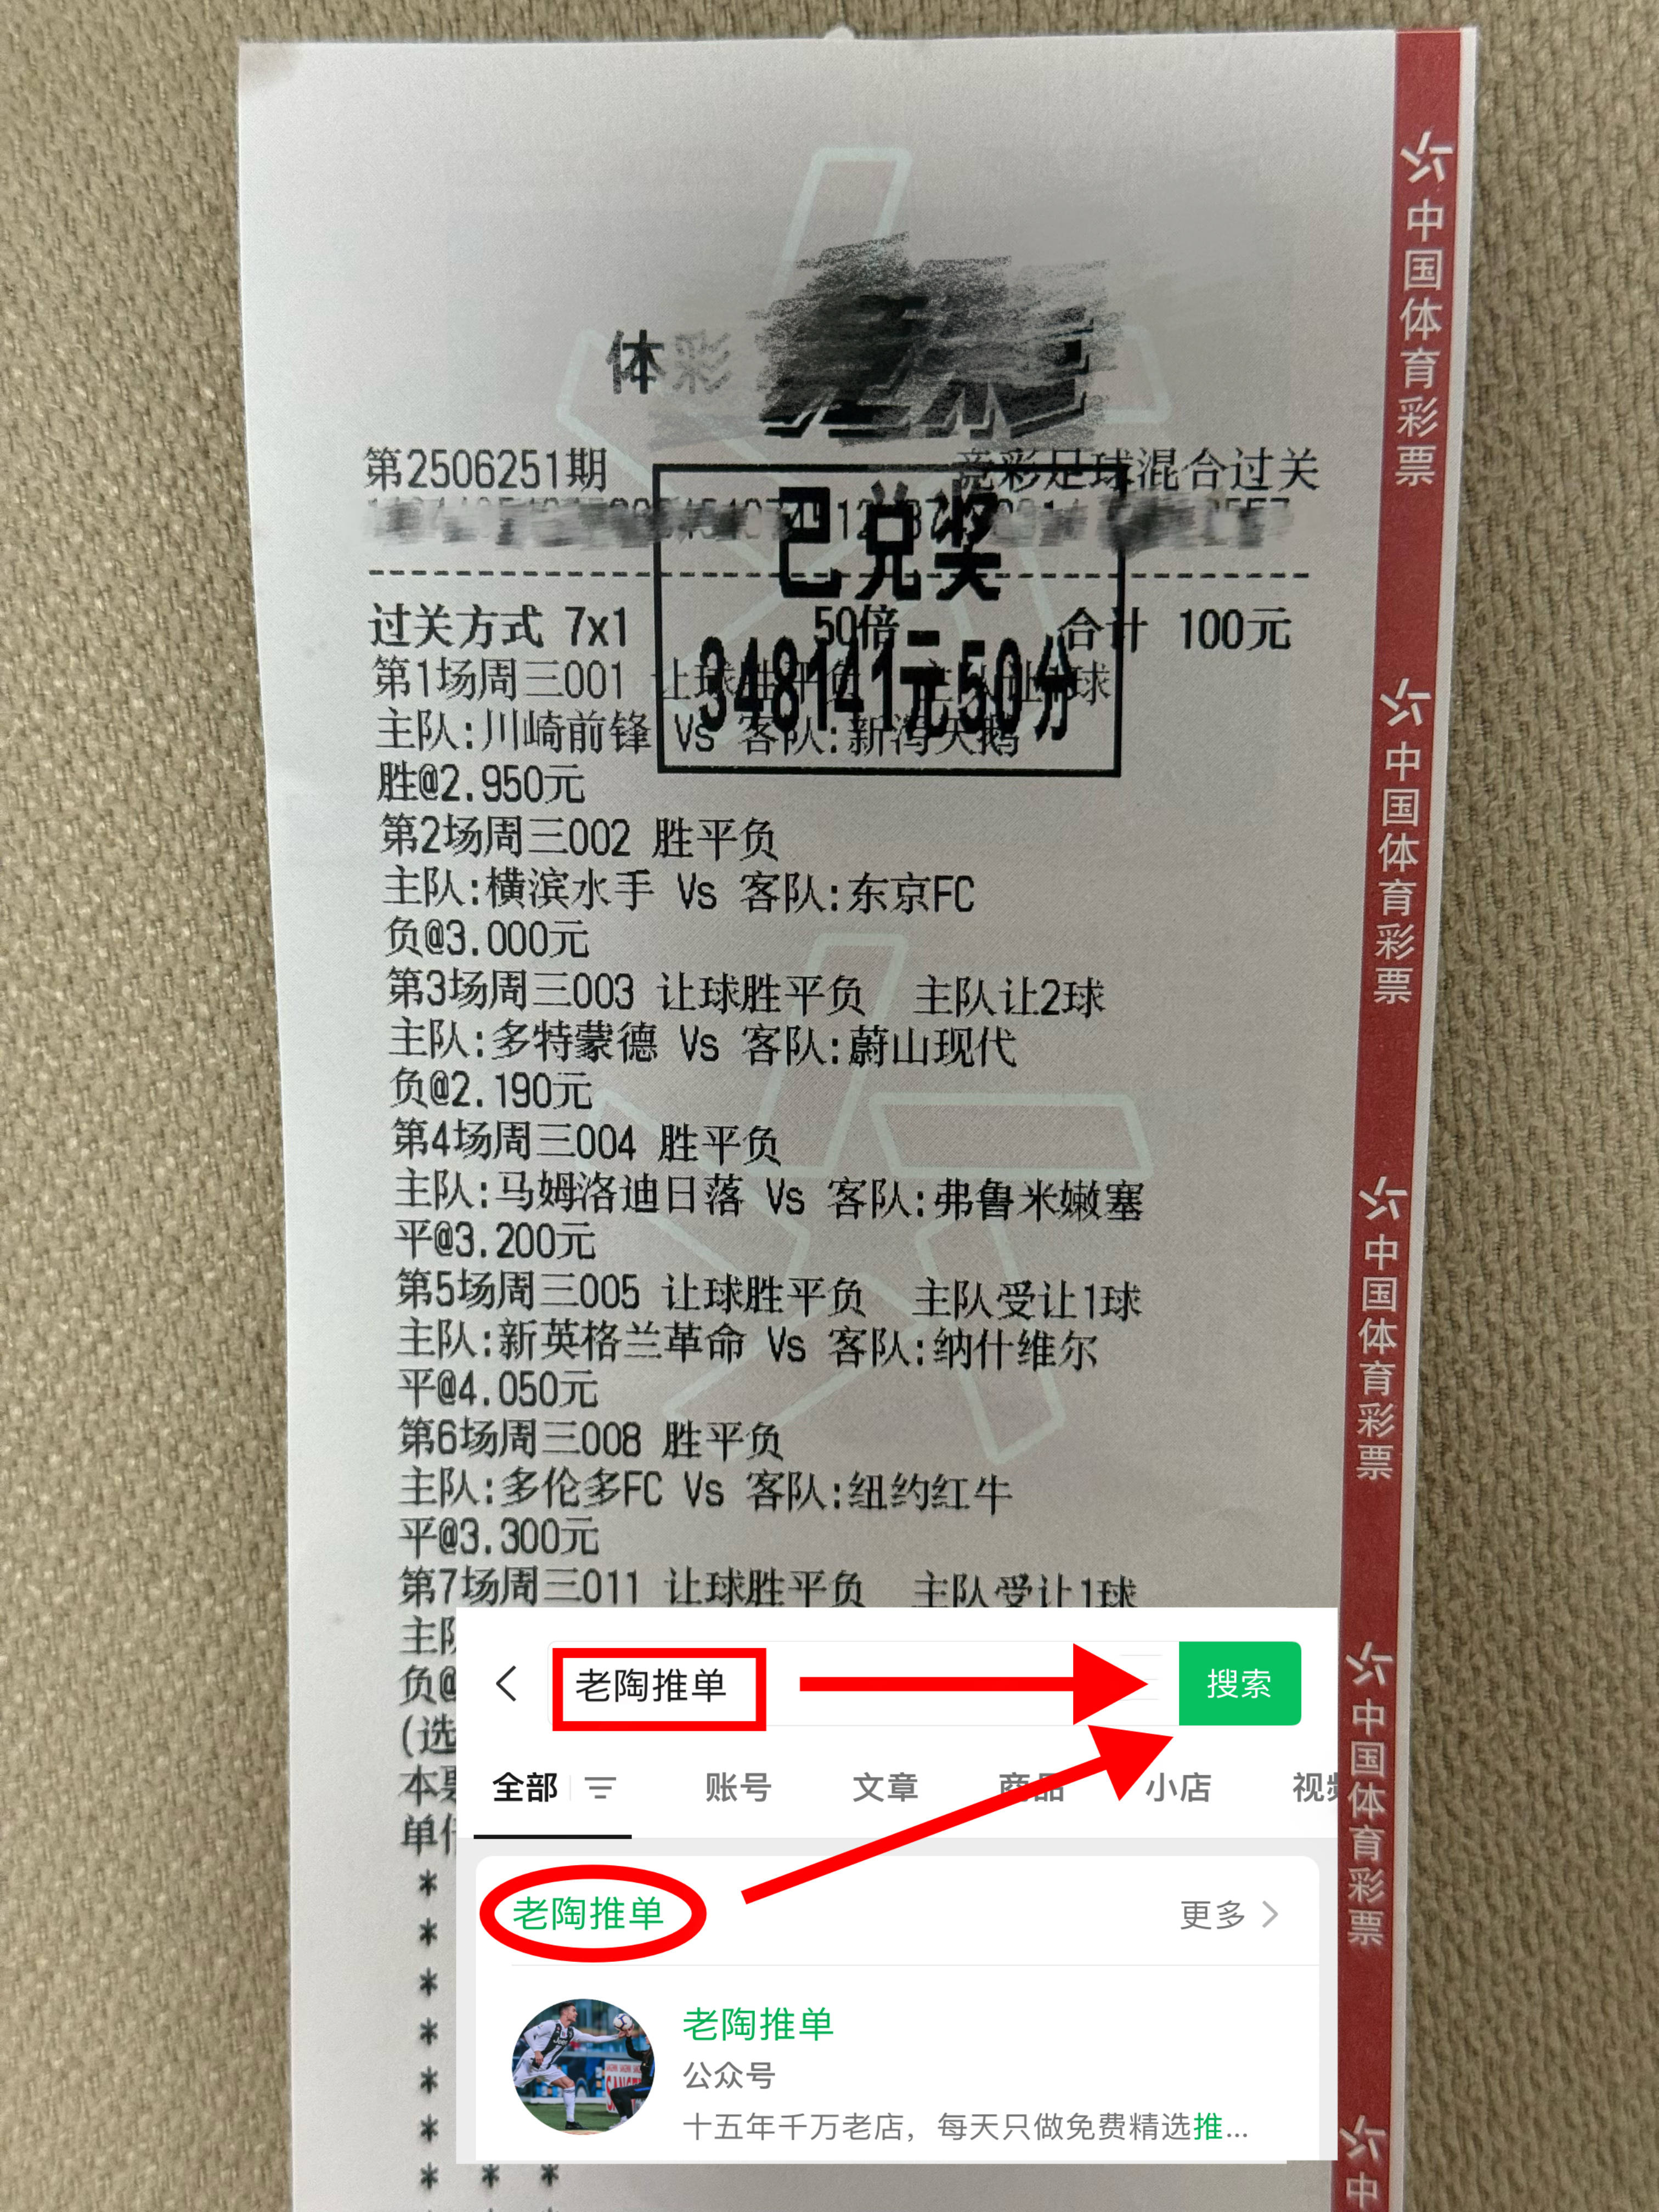 体彩
第2506251期
竞彩足球混合过关
已兑奖
过关方式 7x1
50倍
合计 100元
348141元50分
第1场周三001 让球胜平负
主队:川崎前锋 Vs 客队:新泻天鹅
胜@2.950元
第2场周三002 胜平负
主队:横滨水手 Vs 客队:东京FC
负@3.000元
第3场周三003 让球胜平负 主队让2球
主队:多特蒙德 Vs 客队:蔚山现代
负@2.190元
第4场周三004 胜平负
主队:马姆洛迪日落 Vs 客队:弗鲁米嫩塞
平@3.200元
第5场周三005 让球胜平负 主队受让1球
主队:新英格兰革命 Vs 客队:纳什维尔
平@4.050元
第6场周三008 胜平负
主队:多伦多FC Vs 客队:纽约红牛
平@3.300元
第7场周三011 让球胜平负 主队受让1球
主
负@
(选
本
单
老陶推单
搜索
全部
账号
文章
商品
小店
视频
老陶推单
更多
老陶推单
公众号
十五年千万老店，每天只做免费精选推...
中国体育彩票
中国体育彩票
中国体育彩票
中国体育彩票
中